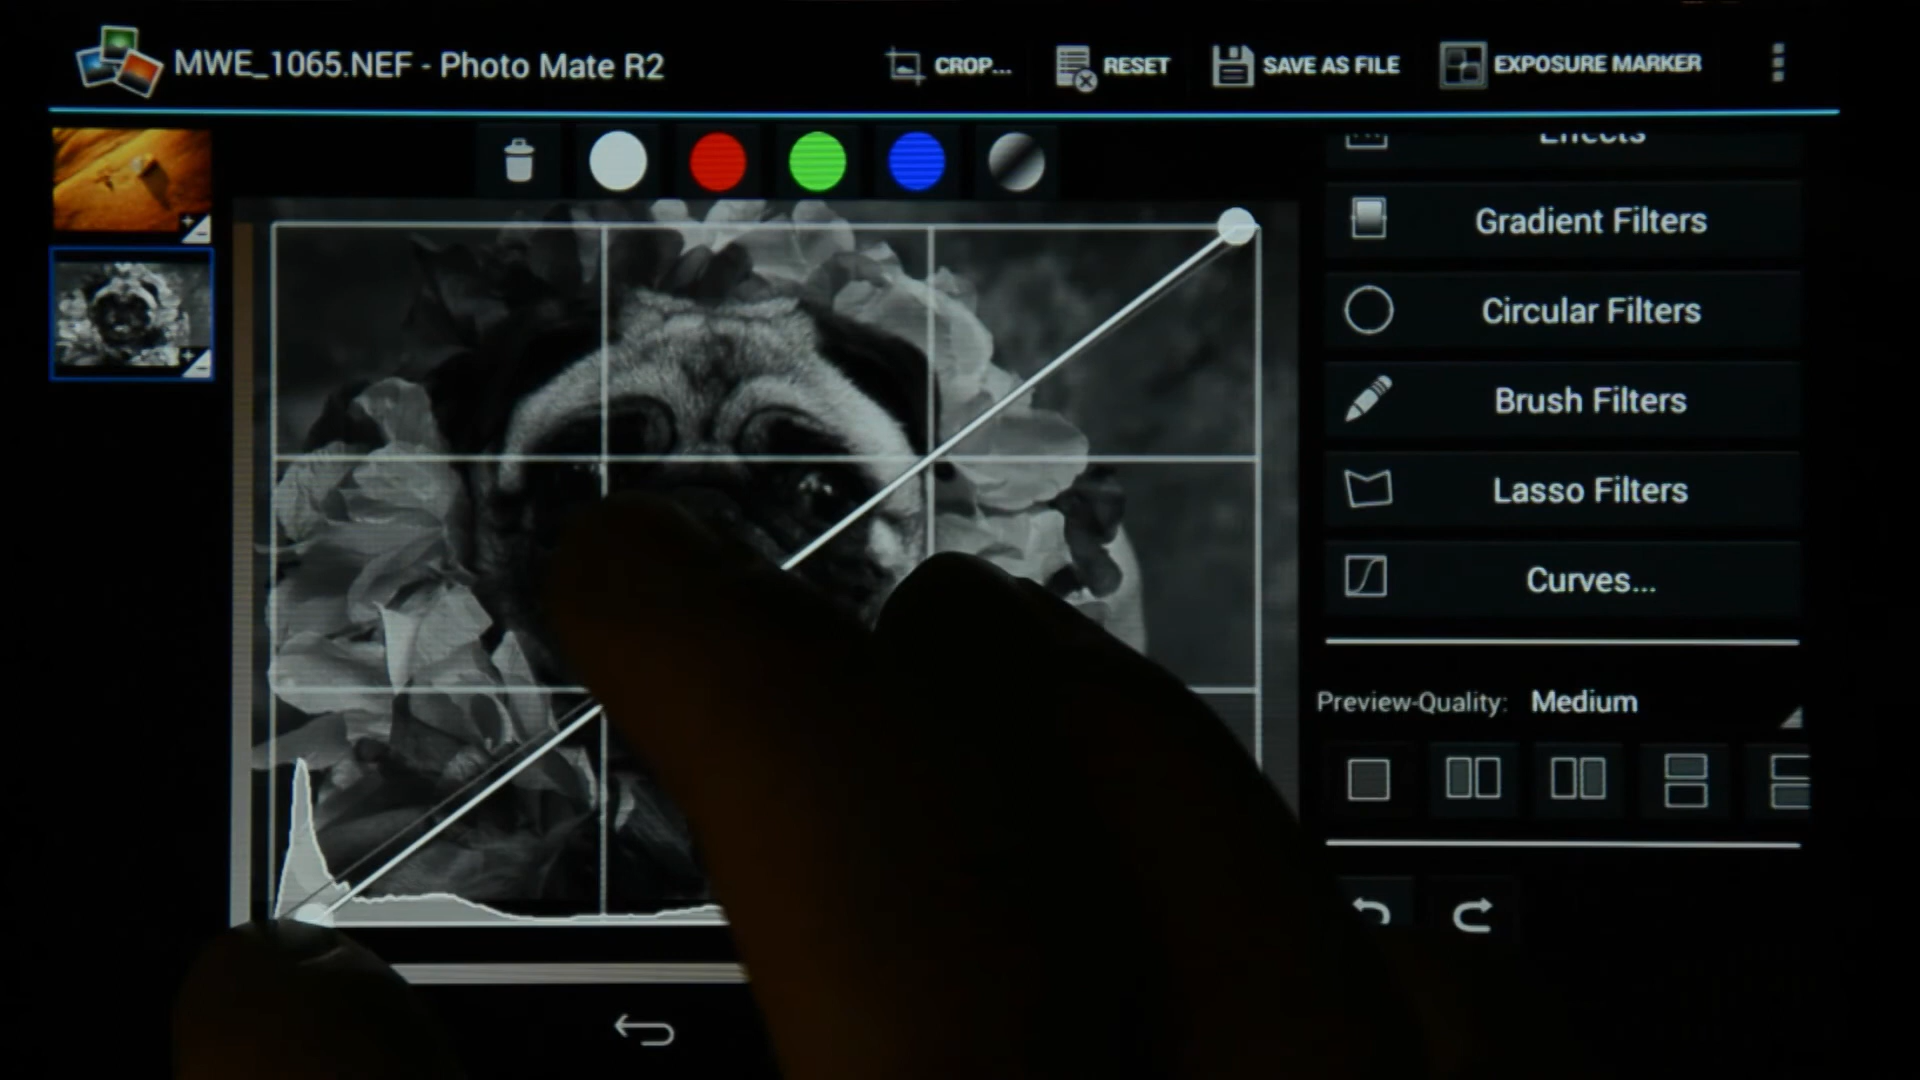 MWE_1065.NEF - Photo Mate R2
CROP...
RESET
SAVE AS FILE
EXPOSURE MARKER
Effects
Gradient Filters
Circular Filters
Brush Filters
Lasso Filters
Curves...
Preview-Quality: Medium